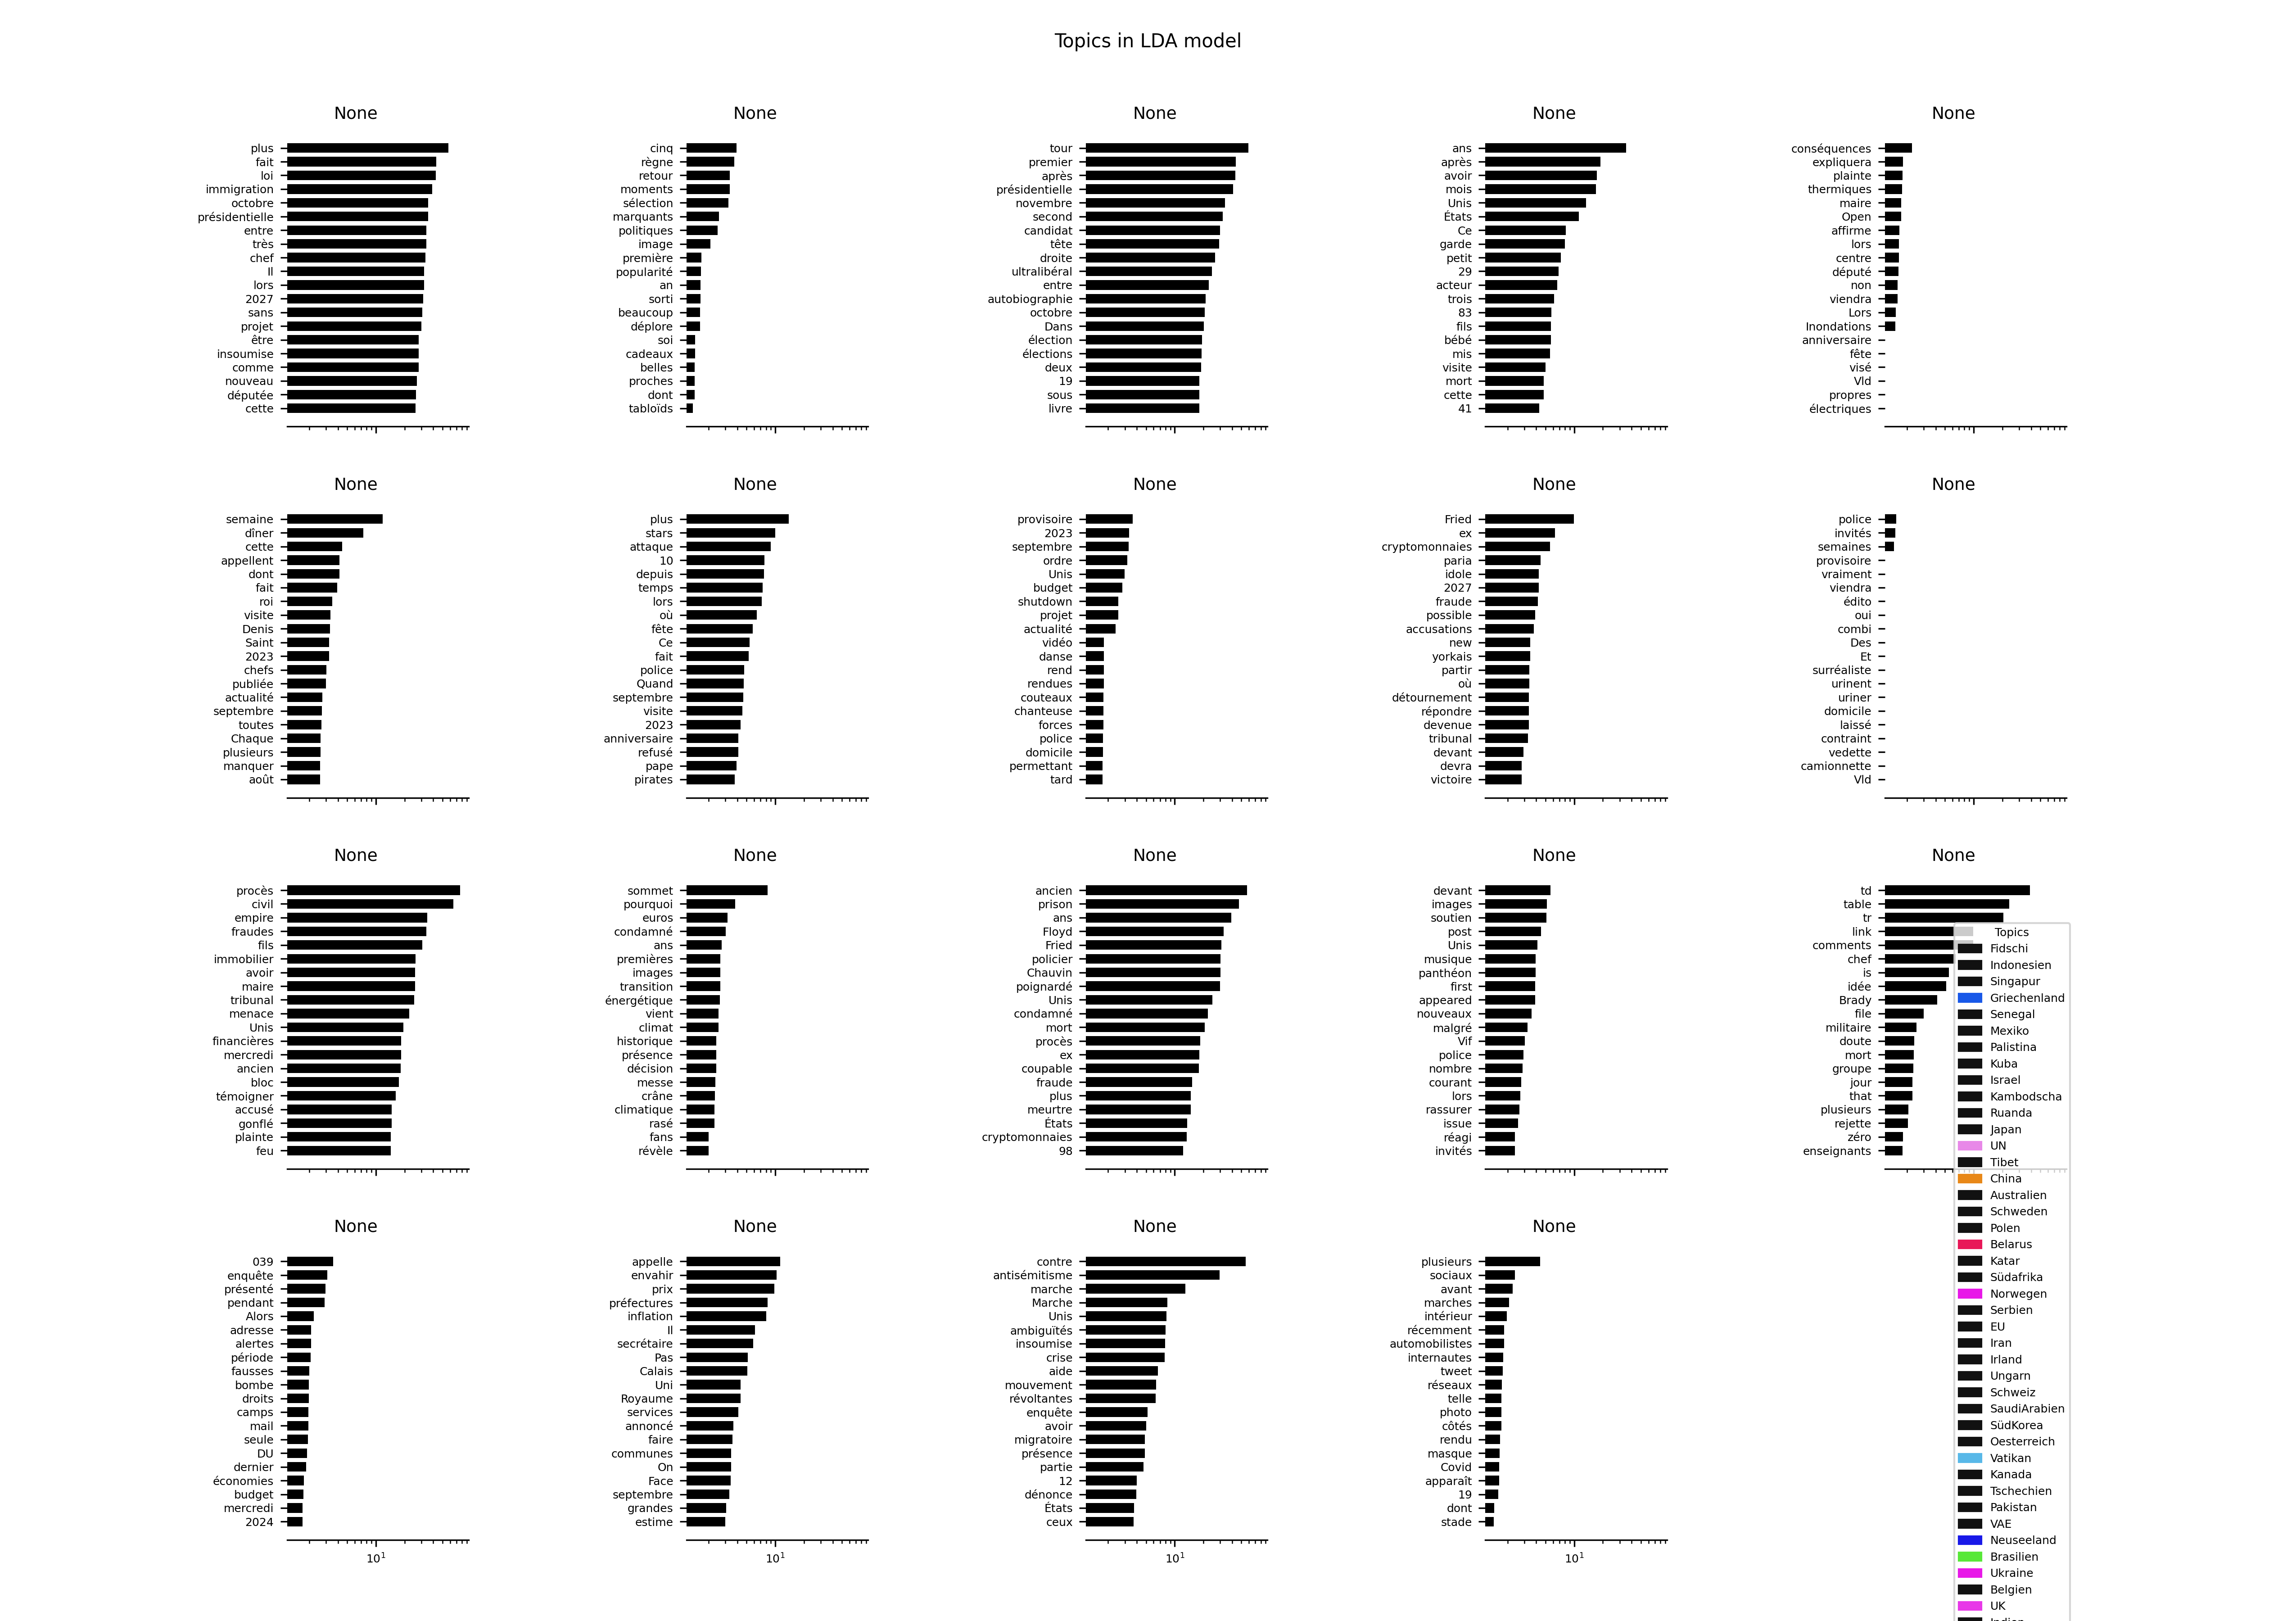 Topics in LDA model
None
plus
fait
loi
immigration
octobre
présidentielle
entre
très
chef
Il
lors
2027
sans
projet
être
insoumise
comme
nouveau
députée
cette
None
cinq
règne
retour
moments
sélection
marquants
politiques
image
première
popularité
an
sorti
beaucoup
déplore
soi
cadeaux
belles
proches
dont
tabloïds
None
tour
premier
après
présidentielle
novembre
second
candidat
tête
droite
ultralibéral
entre
autobiographie
octobre
Dans
élection
élections
deux
19
sous
livre
None
ans
après
avoir
mois
Unis
États
Ce
garde
petit
29
acteur
trois
83
fils
bébé
mis
visite
mort
cette
41
None
conséquences
expliquera
plainte
thermiques
maire
Open
affirme
lors
centre
député
non
viendra
Lors
Inondations
anniversaire
fête
visé
Vld
propres
électriques
None
semaine
dîner
cette
appellent
dont
fait
roi
visite
Denis
Saint
2023
chefs
publiée
actualité
septembre
toutes
Chaque
plusieurs
manquer
août
None
plus
stars
attaque
10
depuis
temps
lors
où
fête
Ce
fait
police
Quand
septembre
visite
2023
anniversaire
refusé
pape
pirates
None
provisoire
2023
septembre
ordre
Unis
budget
shutdown
projet
actualité
vidéo
danse
rend
rendues
couteaux
chanteuse
forces
police
domicile
permettant
tard
None
Fried
ex
cryptomonnaies
paria
idole
2027
fraude
possible
accusations
new
yorkais
partir
où
détournement
répondre
devenue
tribunal
devant
devra
victoire
None
police
invités
semaines
provisoire
vraiment
viendra
édito
oui
combi
Des
Et
surréaliste
urinent
uriner
domicile
laissé
contraint
vedette
camionnette
Vld
None
procès
civil
empire
fraudes
fils
immobilier
avoir
maire
tribunal
menace
Unis
financières
mercredi
ancien
bloc
témoigner
accusé
gonflé
plainte
feu
None
sommet
pourquoi
euros
condamné
ans
premières
images
transition
énergétique
vient
climat
historique
présence
décision
messe
crâne
climatique
rasé
fans
révèle
None
ancien
prison
ans
Floyd
Fried
policier
Chauvin
poignardé
Unis
condamné
mort
procès
ex
coupable
fraude
plus
meurtre
États
cryptomonnaies
98
None
devant
images
soutien
post
Unis
musique
panthéon
first
appeared
nouveaux
malgré
Vif
police
nombre
courant
lors
rassurer
issue
réagi
invités
None
td
table
tr
link
comments
chef
is
idée
Brady
file
militaire
doute
mort
groupe
jour
that
plusieurs
rejette
zéro
enseignants
None
039
enquête
présenté
pendant
Alors
adresse
alertes
période
fausses
bombe
droits
camps
mail
seule
DU
dernier
économies
budget
mercredi
2024
10¹
None
appelle
envahir
prix
préfectures
inflation
Il
secrétaire
Pas
Calais
Uni
Royaume
services
annoncé
faire
communes
On
Face
septembre
grandes
estime
10¹
None
contre
antisémitisme
marche
Marche
Unis
ambiguïtés
insoumise
crise
aide
mouvement
révoltantes
enquête
avoir
migratoire
présence
partie
12
dénonce
États
ceux
10¹
None
plusieurs
sociaux
avant
marches
intérieur
récemment
automobilistes
internautes
tweet
réseaux
telle
photo
côtés
rendu
masque
Covid
apparaît
19
dont
stade
10¹
Topics
Fidschi
Indonesien
Singapur
Griechenland
Senegal
Mexiko
Palistina
Kuba
Israel
Kambodscha
Ruanda
Japan
UN
Tibet
China
Australien
Schweden
Polen
Belarus
Katar
Südafrika
Norwegen
Serbien
EU
Iran
Irland
Ungarn
Schweiz
SaudiArabien
SüdKorea
Oesterreich
Vatikan
Kanada
Tschechien
Pakistan
VAE
Neuseeland
Brasilien
Ukraine
Belgien
UK